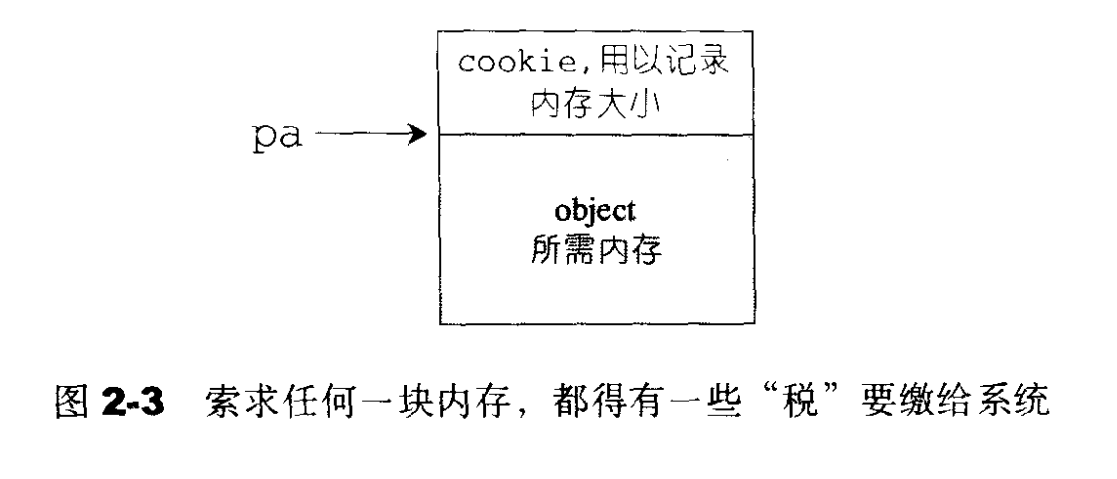 cookie,用以记录
内存大小
pa
object
所需内存
图 2-3 索求任何一块内存，都得有一些“税”要缴给系统